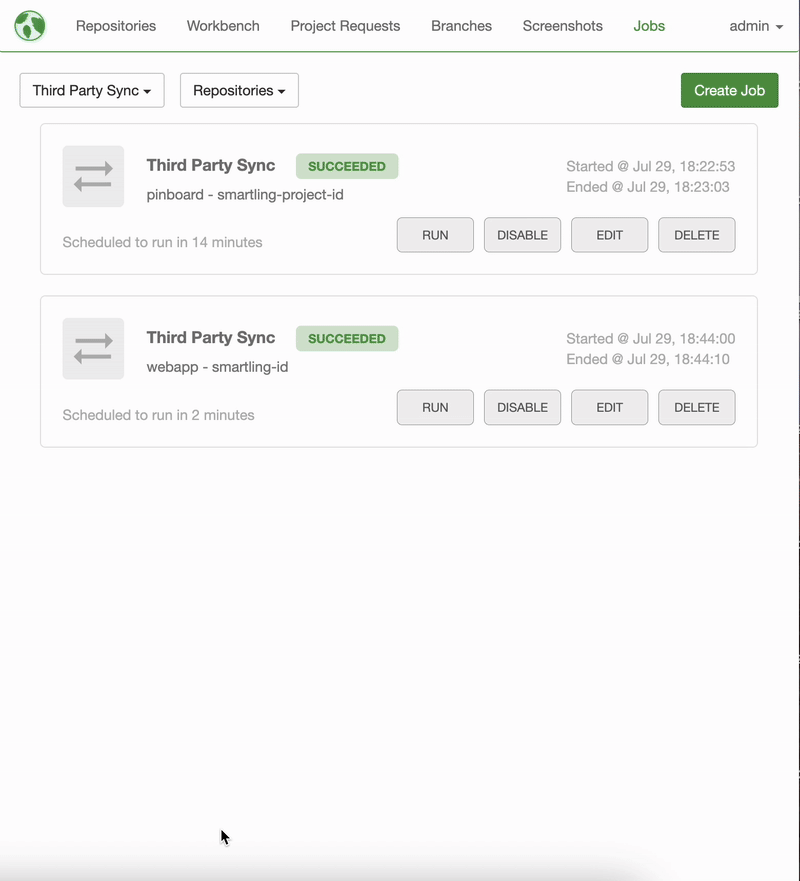 Repositories Workbench Project Requests Branches Screenshots Jobs admin
Third Party Sync Repositories Create Job
Third Party Sync SUCCEEDED Started @ Jul 29, 18:22:53
pinboard - smartling-project-id Ended @ Jul 29, 18:23:03
Scheduled to run in 14 minutes RUN DISABLE EDIT DELETE
Third Party Sync SUCCEEDED Started @ Jul 29, 18:44:00
webapp - smartling-id Ended @ Jul 29, 18:44:10
Scheduled to run in 2 minutes RUN DISABLE EDIT DELETE